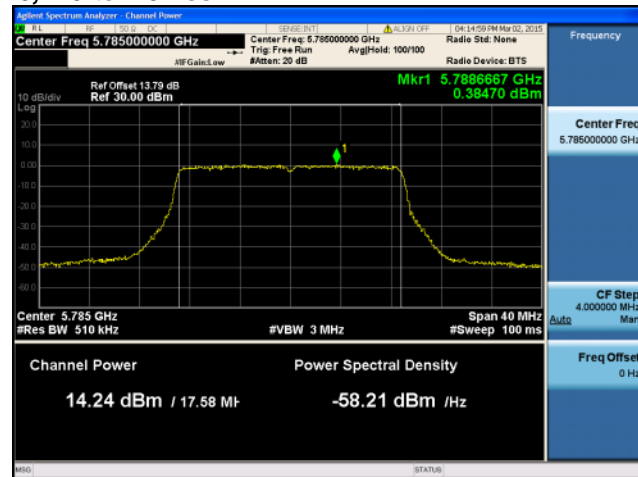 Agilent Spectrum Analyzer - Channel Power
RL RF 50 Ω DC SENSE:INT ALIGN OFF 04:14:59 PM Mar 02, 2015
Center Freq 5.785000000 GHz
Center Freq: 5.785000000 GHz
Radio Std: None
Trig: Free Run Avg|Hold: 100/100
#IFGain:Low #Atten: 20 dB Radio Device: BTS
Frequency
Ref Offset 13.79 dB
Mkr1 5.7886667 GHz
10 dB/div Ref 30.00 dBm 0.38470 dBm
Log
20.0
10.0
0.00
-10.0
-20.0
-30.0
-40.0
-50.0
-60.0
1
Center Freq
5.785000000 GHz
Center 5.785 GHz Span 40 MHz
#Res BW 510 kHz #VBW 3 MHz #Sweep 100 ms
CF Step
4.000000 MHz
Auto Man
Channel Power Power Spectral Density
14.24 dBm / 17.58 MH -58.21 dBm /Hz
Freq Offset
0 Hz
MSG STATUS